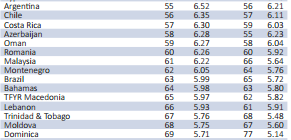 Argentina 55 6.52 56 6.21
Chile 56 6.35 57 6.11
Costa Rica 57 6.30 59 6.03
Azerbaijan 58 6.28 55 6.23
Oman 59 6.27 58 6.04
Romania 60 6.26 60 5.92
Malaysia 61 6.22 66 5.64
Montenegro 62 6.05 64 5.76
Brazil 63 5.99 65 5.72
Bahamas 64 5.98 63 5.80
TFYR Macedonia 65 5.97 62 5.82
Lebanon 66 5.93 61 5.91
Trinidad & Tobago 67 5.76 68 5.48
Moldova 68 5.75 67 5.60
Dominica 69 5.71 77 5.14